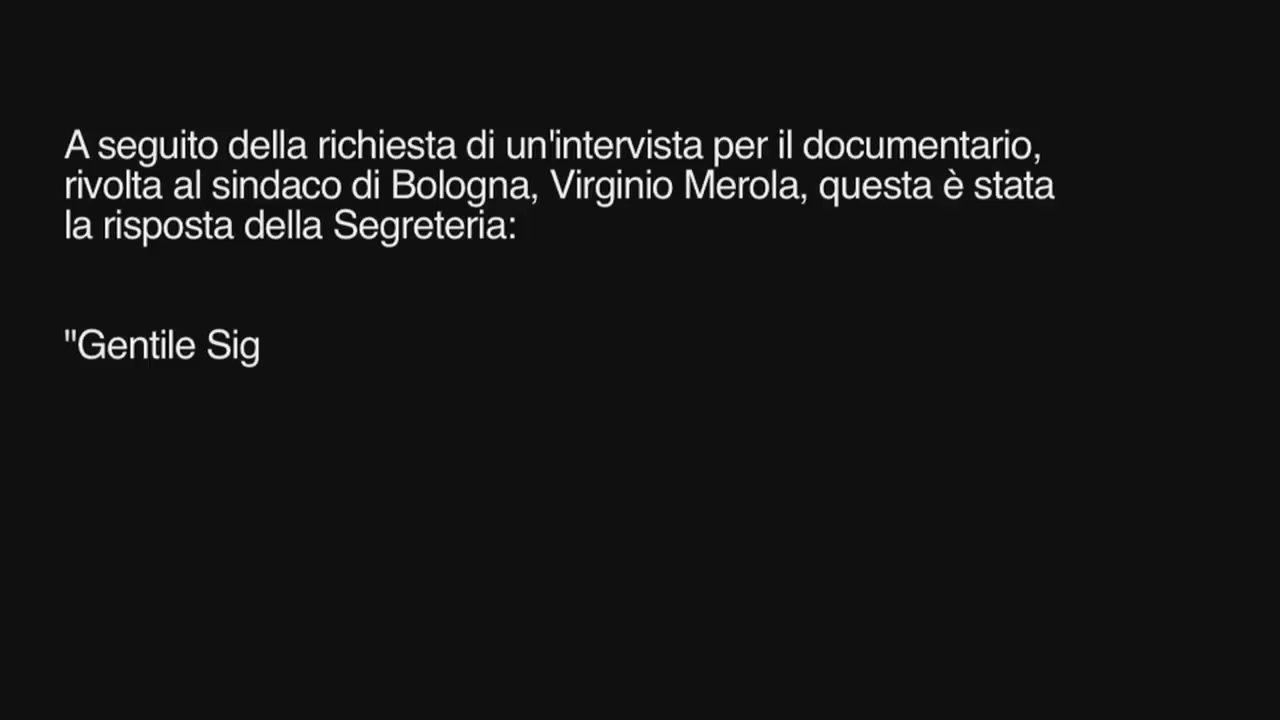 A seguito della richiesta di un'intervista per il documentario,
rivolta al sindaco di Bologna, Virginio Merola, questa è stata
la risposta della Segreteria:
"Gentile Sig